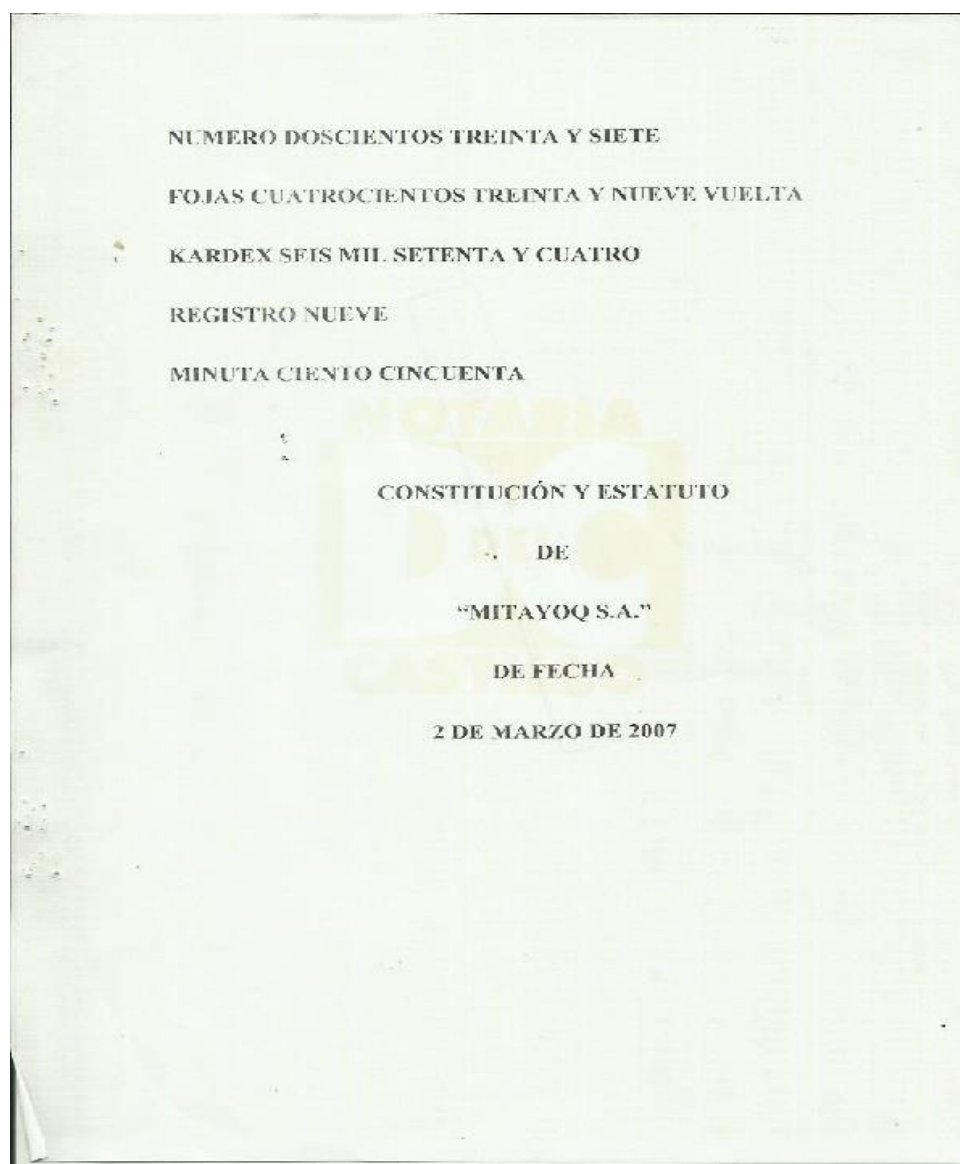 NUMERO DOSCIENTOS TREINTA Y SIETE
FOJAS CUATROCIENTOS TREINTA Y NUEVE VUELTA
KARDEX SEIS MIL SETENTA Y CUATRO
REGISTRO NUEVE
MINUTA CIENTO CINCUENTA
NOTARIA
CONSTITUCIÓN Y ESTATUTO
DE
“MITAYOQ S.A.”
DE FECHA
2 DE MARZO DE 2007